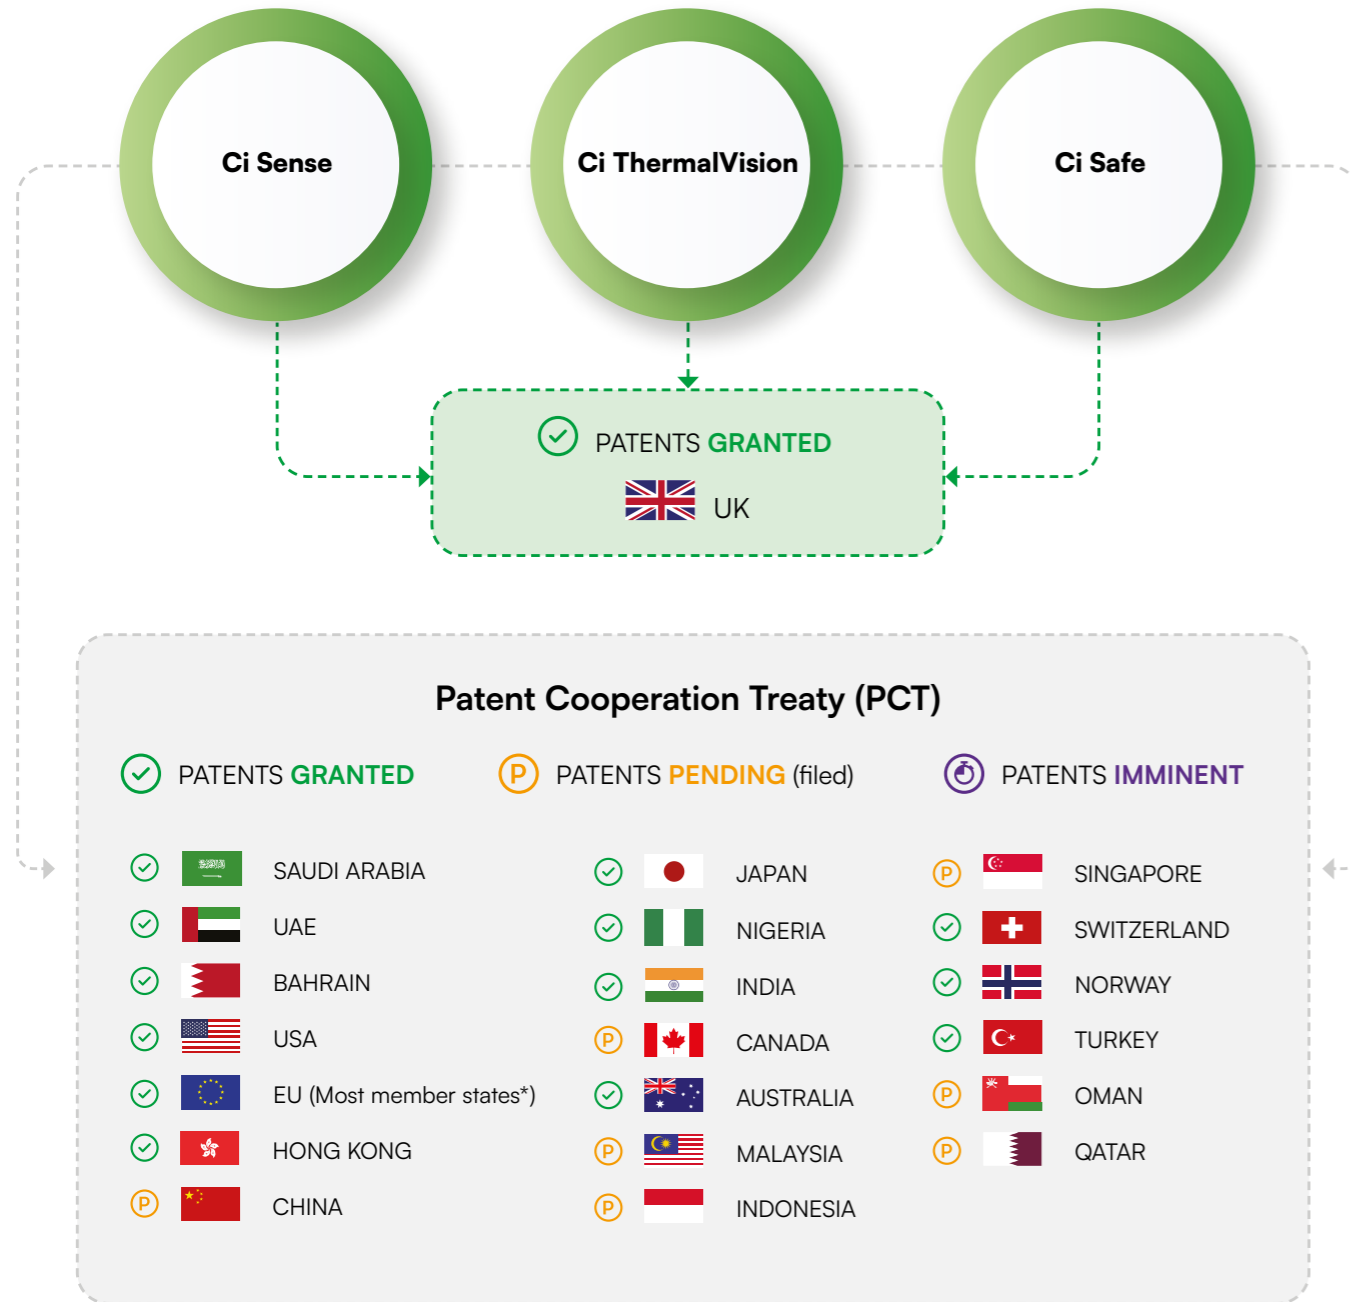 Ci Sense
Ci ThermalVision
Ci Safe
PATENTS GRANTED
UK
Patent Cooperation Treaty (PCT)
PATENTS GRANTED
P PATENTS PENDING (filed)
PATENTS IMMINENT
SAUDI ARABIA
UAE
BAHRAIN
USA
EU (Most member states*)
HONG KONG
P CHINA
JAPAN
NIGERIA
INDIA
P CANADA
AUSTRALIA
P MALAYSIA
P INDONESIA
P SINGAPORE
SWITZERLAND
NORWAY
TURKEY
P OMAN
P QATAR